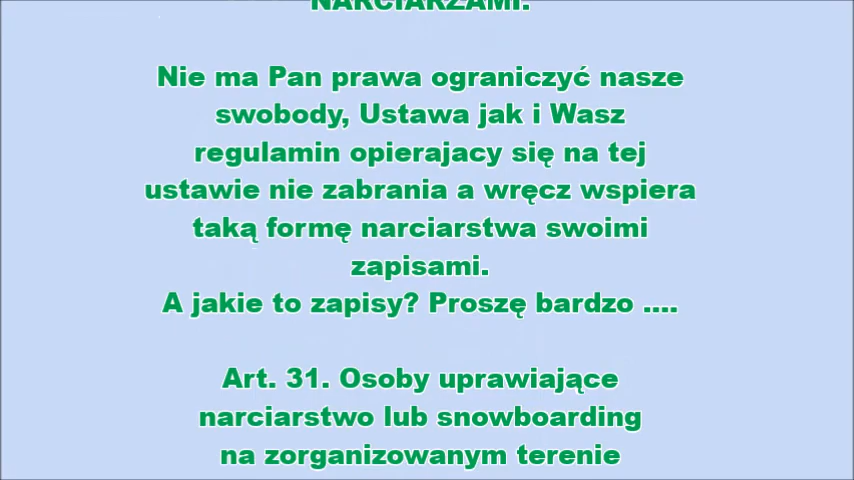 NARCIARZAMI.
Nie ma Pan prawa ograniczyć nasze
swobody, Ustawa jak i Wasz
regulamin opierajacy się na tej
ustawie nie zabrania a wręcz wspiera
taką formę narciarstwa swoimi
zapisami.
A jakie to zapisy? Proszę bardzo ....
Art. 31. Osoby uprawiające
narciarstwo lub snowboarding
na zorganizowanym terenie